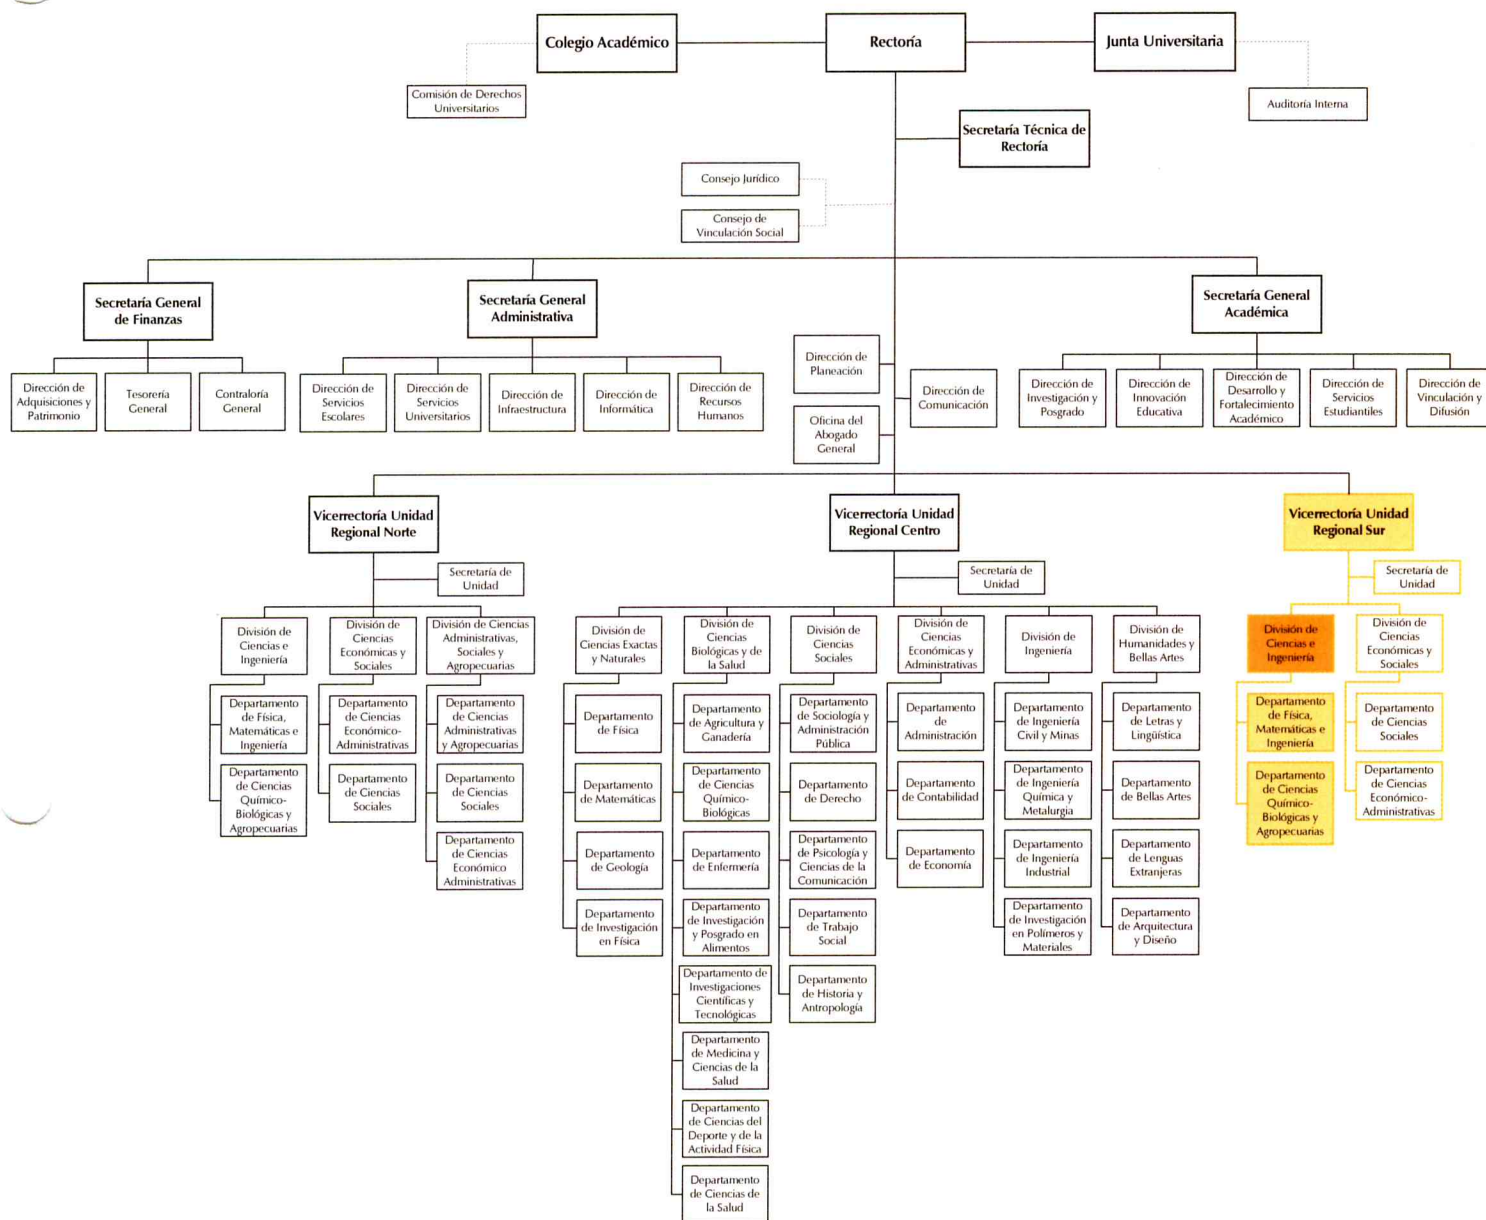 Colegio Académico
Rectoría
Junta Universitaria
Comisión de Derechos
Universitarios
Auditoría Interna
Secretaría Técnica de
Rectoría
Consejo Jurídico
Consejo de
Vinculación Social
Secretaría General
de Finanzas
Secretaría General
Administrativa
Secretaría General
Académica
Dirección de
Adquisiciones y
Patrimonio
Tesorería
General
Contraloría
General
Dirección de
Servicios
Escolares
Dirección de
Servicios
Universitarios
Dirección de
Infraestructura
Dirección de
Informática
Dirección de
Recursos
Humanos
Dirección de
Planeación
Oficina del
Abogado
General
Dirección de
Comunicación
Dirección de
Investigación y
Posgrado
Dirección de
Innovación
Educativa
Dirección de
Desarrollo y
Fortalecimiento
Académico
Dirección de
Servicios
Estudiantiles
Dirección de
Vinculación y
Difusión
Vicerrectoría Unidad
Regional Norte
Secretaría de
Unidad
División de
Ciencias e
Ingeniería
Departamento
de Física,
Matemáticas e
Ingeniería
Departamento
de Ciencias
Químico-
Biológicas y
Agropecuarias
División de
Ciencias
Económicas y
Sociales
Departamento
de Ciencias
Económico-
Administrativas
Departamento
de Ciencias
Sociales
División de Ciencias
Administrativas,
Sociales y
Agropecuarias
Departamento
de Ciencias
Administrativas
y Agropecuarias
Departamento
de Ciencias
Sociales
Departamento
de Ciencias
Económico
Administrativas
Vicerrectoría Unidad
Regional Centro
Secretaría de
Unidad
División de
Ciencias Exactas
y Naturales
Departamento
de Física
Departamento
de Matemáticas
Departamento
de Geología
Departamento
de Investigación
en Física
División de
Ciencias
Biológicas y de
la Salud
Departamento
de Agricultura y
Ganadería
Departamento
de Ciencias
Químico-
Biológicas
Departamento
de Enfermería
Departamento
de Investigación
y Posgrado en
Alimentos
Departamento de
Investigaciones
Científicas y
Tecnológicas
Departamento
de Medicina y
Ciencias de la
Salud
Departamento
de Ciencias del
Deporte y de la
Actividad Física
Departamento
de Ciencias de
la Salud
División de
Ciencias
Sociales
Departamento
de Sociología y
Administración
Pública
Departamento
de Derecho
Departamento
de Psicología y
Ciencias de la
Comunicación
Departamento
de Trabajo
Social
Departamento
de Historia y
Antropología
División de
Ciencias
Económicas y
Administrativas
Departamento
de
Administración
Departamento
de Contabilidad
Departamento
de Economía
División de
Ingeniería
Departamento
de Ingeniería
Civil y Minas
Departamento
de Ingeniería
Química y
Metalurgia
Departamento
de Ingeniería
Industrial
Departamento
de Investigación
en Polímeros y
Materiales
División de
Humanidades y
Bellas Artes
Departamento
de Letras y
Lingüística
Departamento
de Bellas Artes
Departamento
de Lenguas
Extranjeras
Departamento
de Arquitectura
y Diseño
Vicerrectoría Unidad
Regional Sur
Secretaría de
Unidad
División de
Ciencias e
Ingeniería
Departamento
de Física,
Matemáticas e
Ingeniería
Departamento
de Ciencias
Químico-
Biológicas y
Agropecuarias
División de
Ciencias
Económicas y
Sociales
Departamento
de Ciencias
Sociales
Departamento
de Ciencias
Económico-
Administrativas